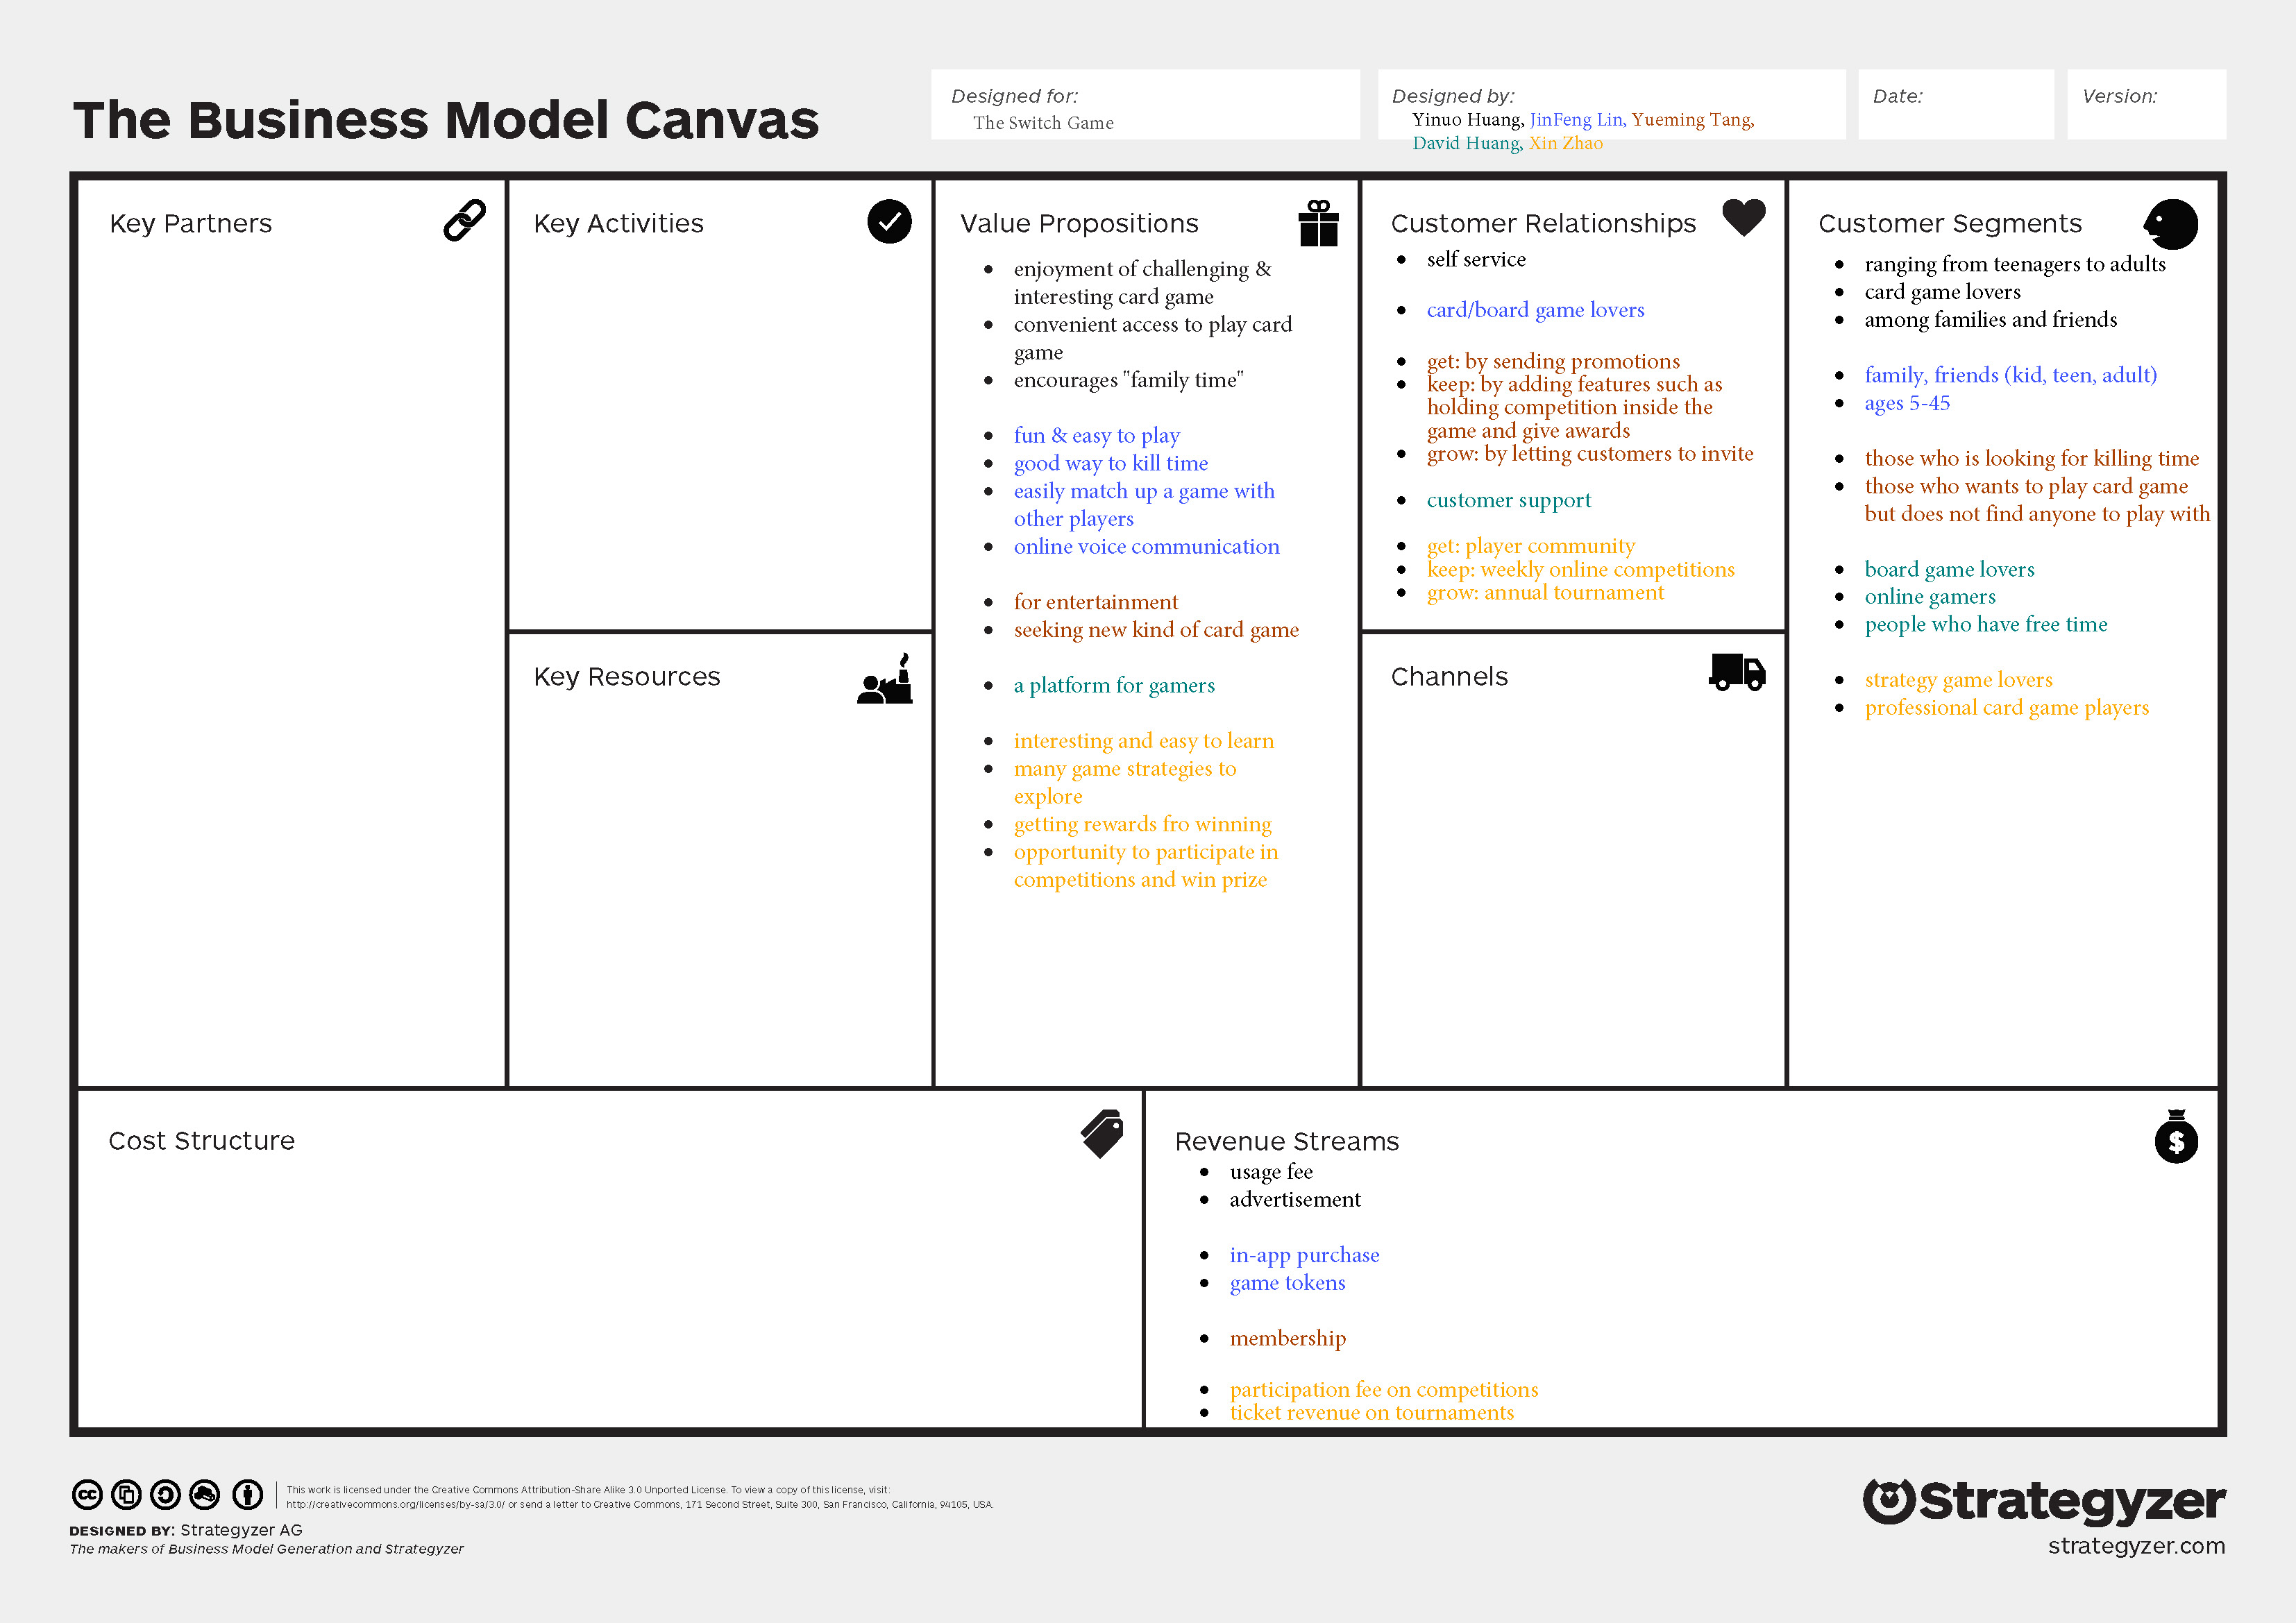 The Business Model Canvas
Designed for:
The Switch Game
Designed by:
Yinuo Huang, JinFeng Lin, Yueming Tang,
David Huang, Xin Zhao
Date:
Version:
Key Partners
Key Activities
Key Resources
Value Propositions
• enjoyment of challenging &
interesting card game
• convenient access to play card
game
• encourages "family time"
• fun & easy to play
• good way to kill time
• easily match up a game with
other players
• online voice communication
• for entertainment
• seeking new kind of card game
• a platform for gamers
• interesting and easy to learn
• many game strategies to
explore
• getting rewards fro winning
• opportunity to participate in
competitions and win prize
Customer Relationships
• self service
• card/board game lovers
• get: by sending promotions
• keep: by adding features such as
holding competition inside the
game and give awards
• grow: by letting customers to invite
• customer support
• get: player community
• keep: weekly online competitions
• grow: annual tournament
Channels
Customer Segments
• ranging from teenagers to adults
• card game lovers
• among families and friends
• family, friends (kid, teen, adult)
• ages 5-45
• those who is looking for killing time
• those who wants to play card game
but does not find anyone to play with
• board game lovers
• online gamers
• people who have free time
• strategy game lovers
• professional card game players
Cost Structure
Revenue Streams
• usage fee
• advertisement
• in-app purchase
• game tokens
• membership
• participation fee on competitions
• ticket revenue on tournaments
$
cc
This work is licensed under the Creative Commons Attribution-Share Alike 3.0 Unported License. To view a copy of this license, visit:
http://creativecommons.org/licenses/by-sa/3.0/ or send a letter to Creative Commons, 171 Second Street, Suite 300, San Francisco, California, 94105, USA.
DESIGNED BY: Strategyzer AG
The makers of Business Model Generation and Strategyzer
Strategyzer
strategyzer.com